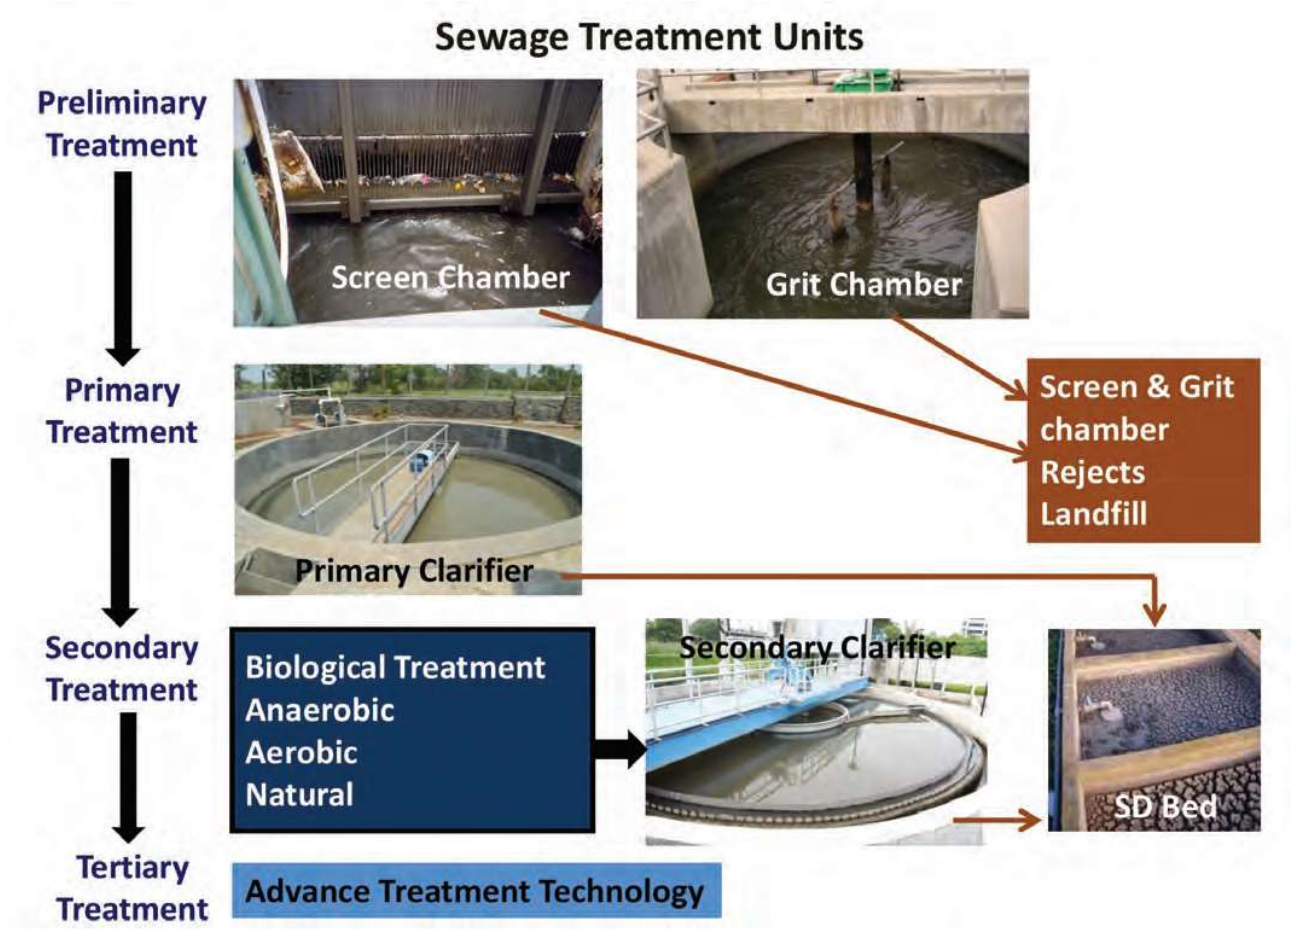 Sewage Treatment Units
Preliminary
Treatment
Screen Chamber
Grit Chamber
Primary
Treatment
Screen & Grit
chamber
Rejects
Landfill
Primary Clarifier
Secondary
Treatment
Biological Treatment
Anaerobic
Aerobic
Natural
Secondary Clarifier
SD Bed
Tertiary
Treatment
Advance Treatment Technology